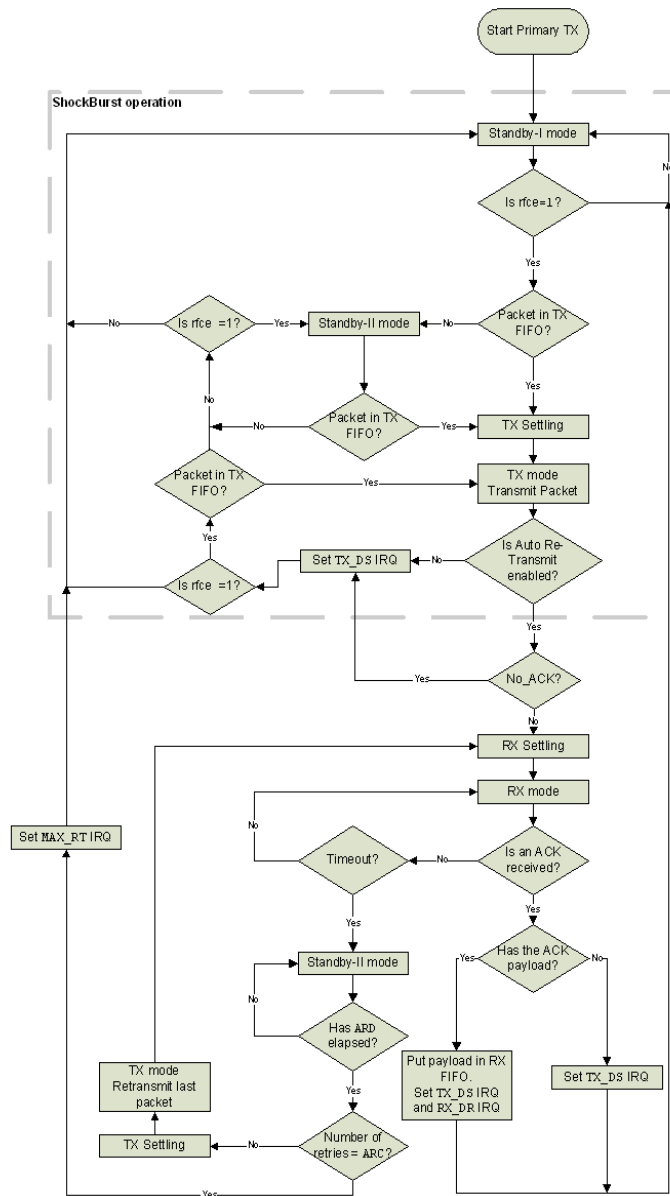 Start Primary TX
ShockBurst operation
Standby-I mode
No
Is rfce=1?
Yes
Is rfce =1?
No
Yes
Standby-II mode
No
Packet in TX
FIFO?
Yes
No
Packet in TX
FIFO?
Yes
TX Settling
Packet in TX
FIFO?
Yes
TX mode
Transmit Packet
Yes
Is rfce =1?
Set TX_DS IRQ
No
Is Auto Re-
Transmit
enabled?
Yes
Yes
No_ACK?
No
RX Settling
RX mode
Set MAX_RT IRQ
No
Timeout?
No
Is an ACK
received?
Yes
Yes
Standby-II mode
Yes
Has the ACK
payload?
No
No
Has ARD
elapsed?
Yes
TX mode
Retransmit last
packet
Put payload in RX
FIFO.
Set TX_DS IRQ
and RX_DR IRQ
Set TX_DS IRQ
TX Settling
No
Number of
retries = ARC?
Yes